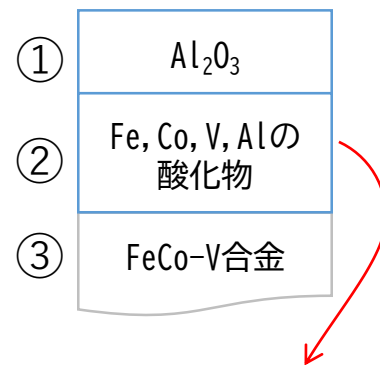 ① Al₂O₃
② Fe,Co,V,Alの
酸化物
③ FeCo-V合金